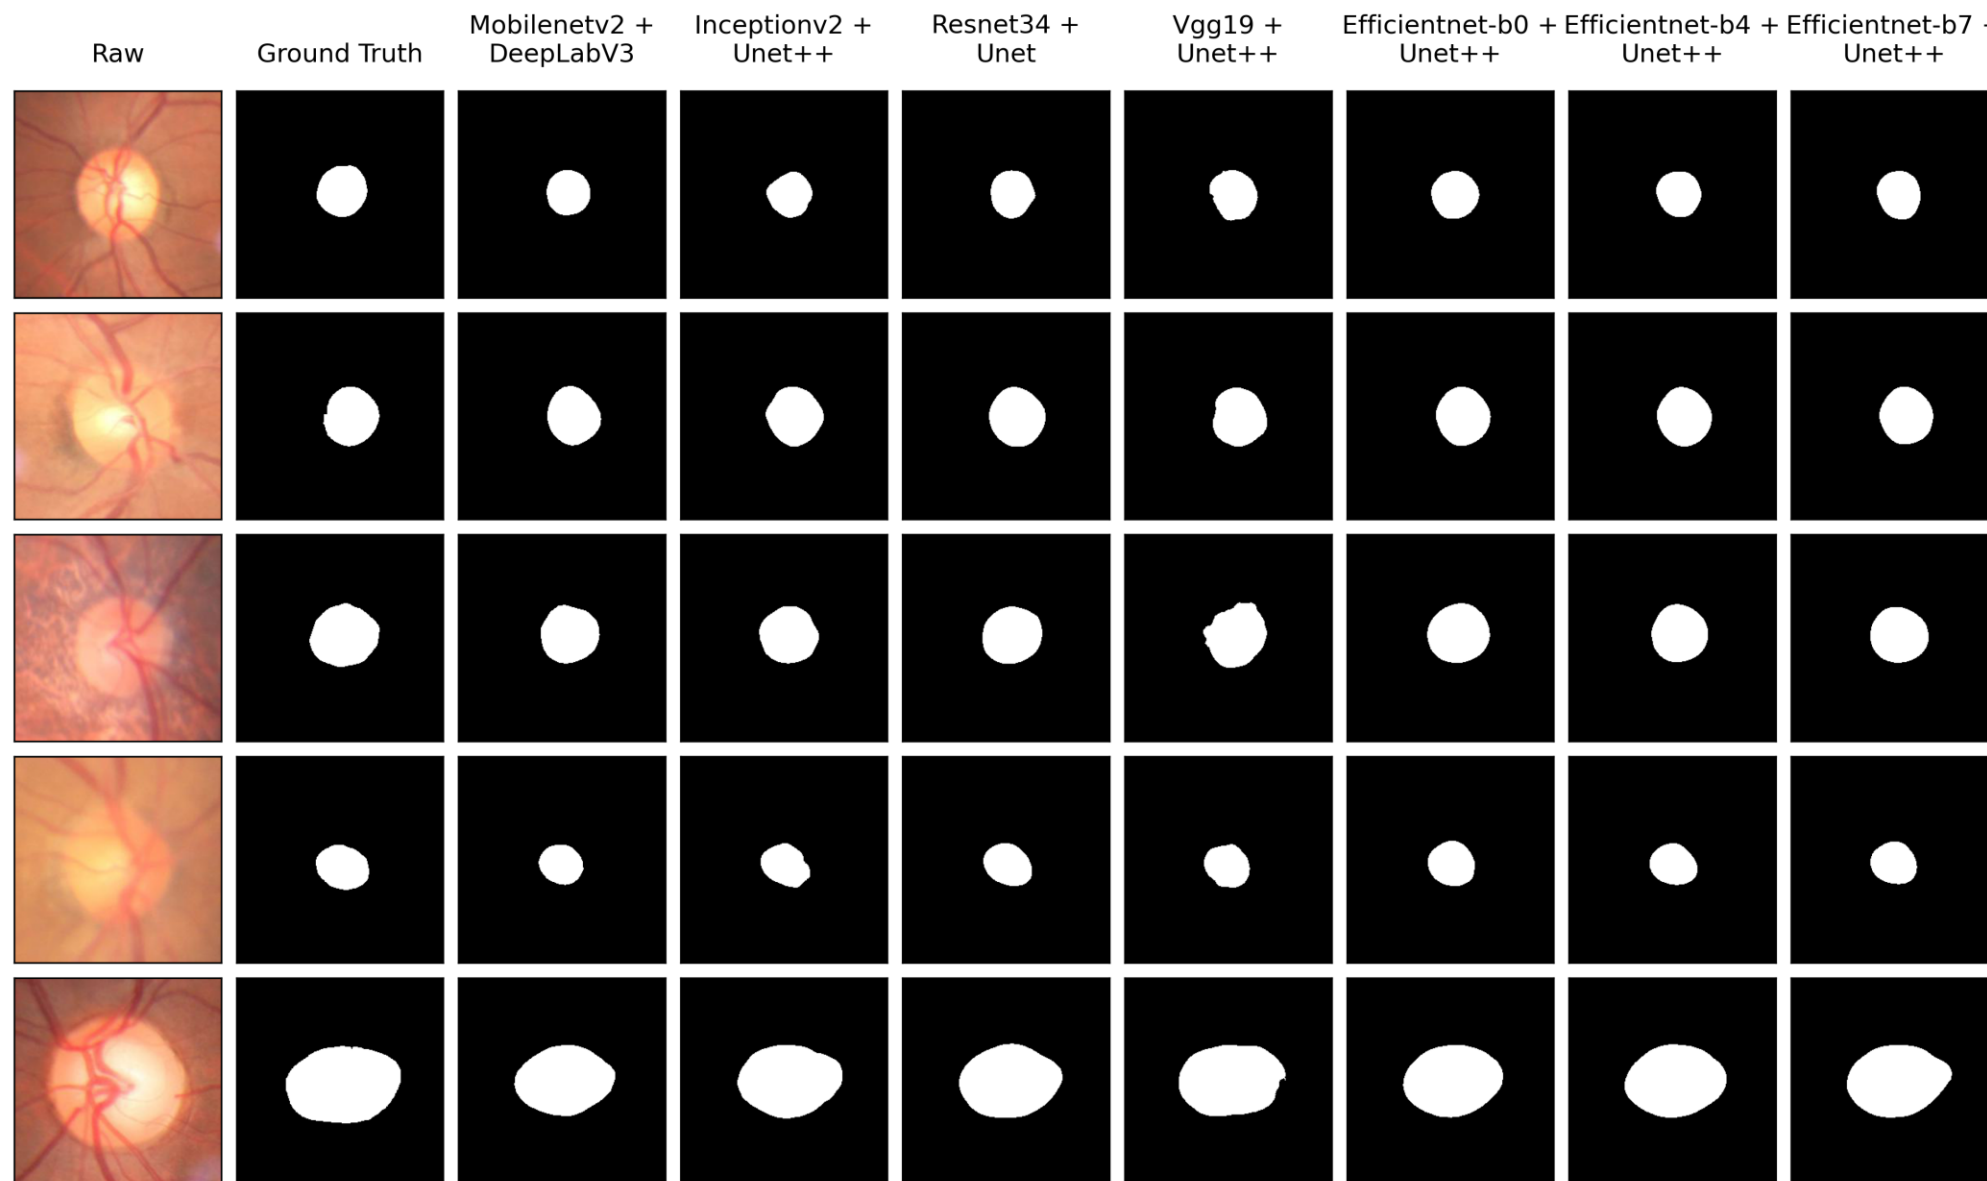 Raw
Ground Truth
Mobilenetv2 +
DeepLabV3
Inceptionv2 +
Unet++
Resnet34 +
Unet
Vgg19 +
Unet++
Efficientnet-b0 +
Unet++
Efficientnet-b4 +
Unet++
Efficientnet-b7 +
Unet++